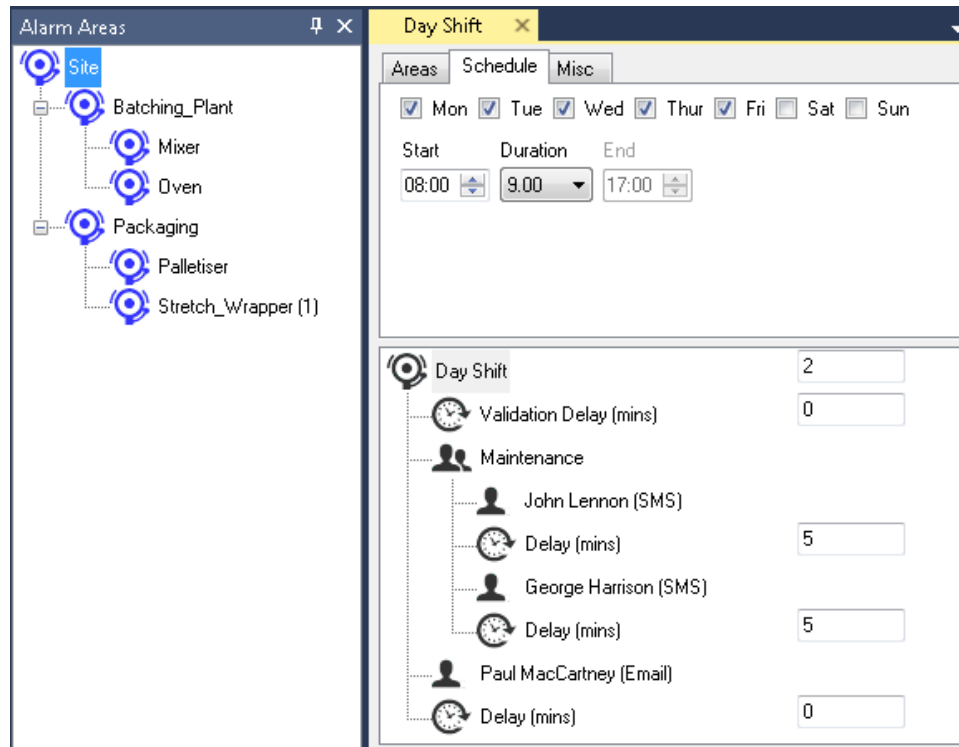 Alarm Areas
Site
Batching_Plant
Mixer
Oven
Packaging
Palletiser
Stretch_Wrapper (1)
Day Shift
Areas Schedule Misc
Mon Tue Wed Thur Fri Sat Sun
Start Duration End
08:00 9.00 17:00
Day Shift 2
Validation Delay (mins) 0
Maintenance
John Lennon (SMS)
Delay (mins) 5
George Harrison (SMS)
Delay (mins) 5
Paul MacCartney (Email)
Delay (mins) 0